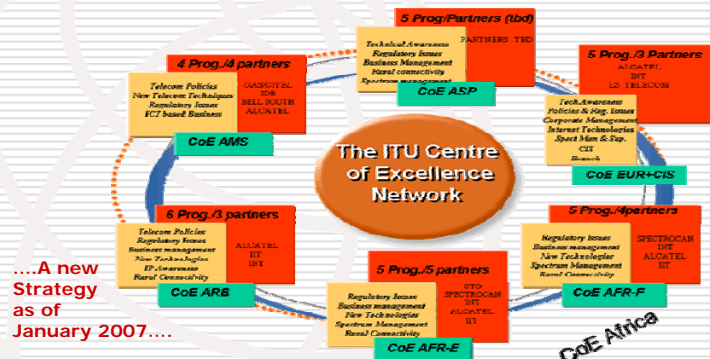 5 Prog/Partners (tbd)
Technical Awareness
Regulatory Issues
Business Management
Rural connectivity
Spectrum management
PARTNERS TBD
CoE ASP
4 Prog./4 partners
Telecom Policies
New Telecom Techniques
Regulatory Issues
ICT based Business
OSIPTEL
IDB
BELL SOUTH
ALCATEL
CoE AMS
5 Prog./3 Partners
ALCATEL
INT
LS TELECOM
Tech.Awareness
Policies & Reg. Issues
Corporate Management
Internet Technologies
Spect Man & Sup.
CIS
Branch
CoE EUR+CIS
The ITU Centre
of Excellence
Network
6 Prog./3 partners
Telecom Policies
Regulatory Issues
Business management
New Technologies
IP Awareness
Rural Connectivity
ALCATEL
IIT
INT
CoE ARB
5 Prog./4partners
Regulatory Issues
Business management
New Technologies
Spectrum Management
Rural Connectivity
SPECTROCAN
INT
ALCATEL
IIT
CoE AFR-F
5 Prog./5 partners
Regulatory Issues
Business management
New Technologies
Spectrum Management
Rural Connectivity
CTO
SPECTROCAN
INT
ALCATEL
IIT
CoE AFR-E
CoE Africa
....A new
Strategy
as of
January 2007....